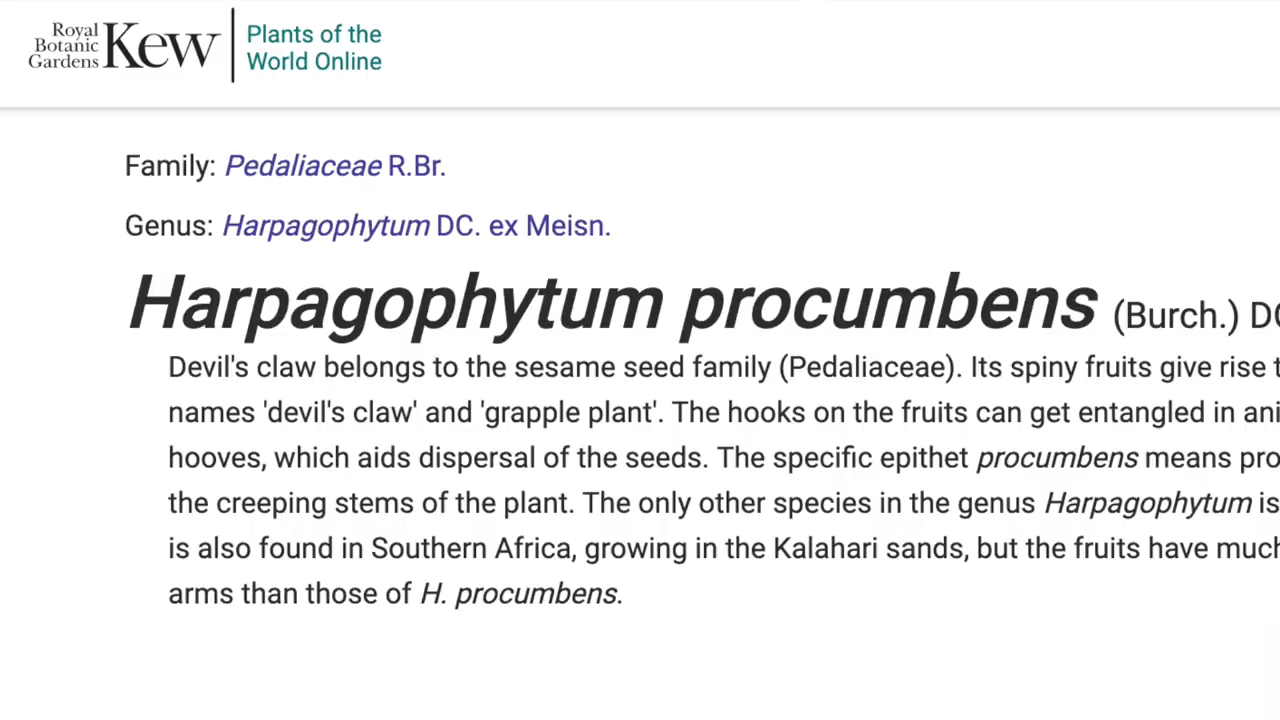 Royal
Botanic
Gardens
Kew
Plants of the
World Online
Family: Pedaliaceae R.Br.
Genus: Harpagophytum DC. ex Meisn.
Harpagophytum procumbens (Burch.)
Devil's claw belongs to the sesame seed family (Pedaliaceae). Its spiny fruits give rise
names 'devil's claw' and 'grapple plant'. The hooks on the fruits can get entangled in
hooves, which aids dispersal of the seeds. The specific epithet procumbens means
the creeping stems of the plant. The only other species in the genus Harpagophytum is
is also found in Southern Africa, growing in the Kalahari sands, but the fruits have much
arms than those of H. procumbens.